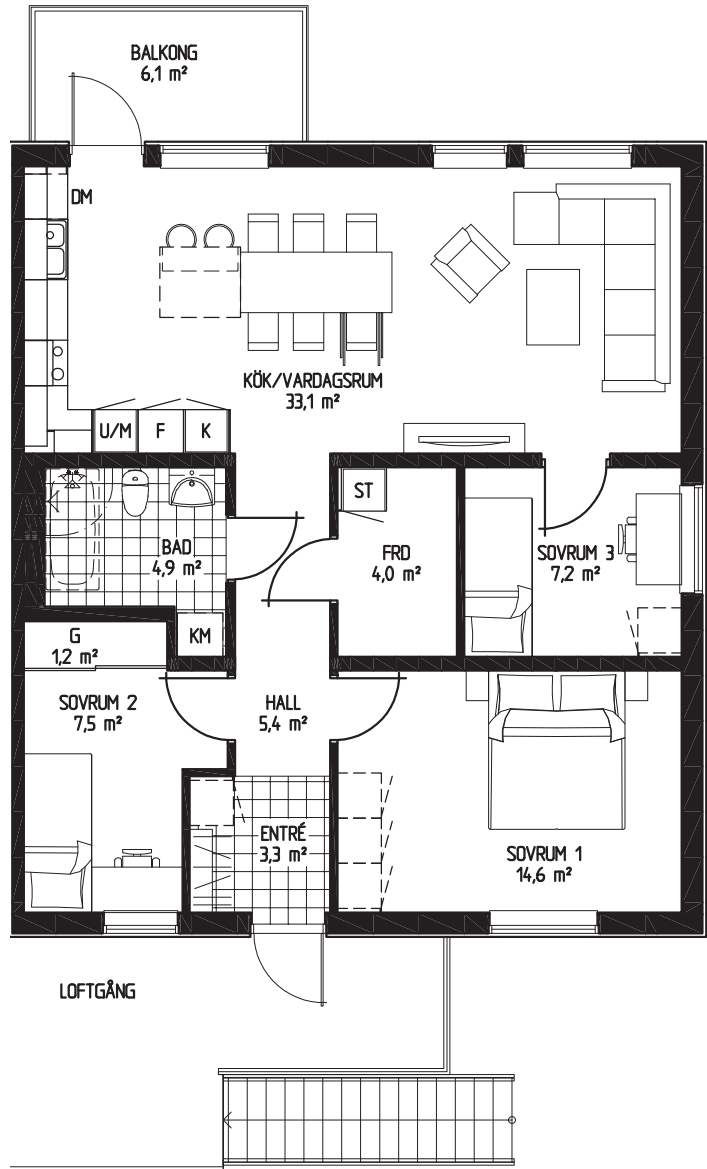 BALKONG
6,1 m²
DM
KÖK/VARDAGSRUM
33,1 m²
U/M F K
ST
BAD
4,9 m²
FRD
4,0 m²
SOVRUM 3
7,2 m²
KM
G
1,2 m²
SOVRUM 2
7,5 m²
HALL
5,4 m²
ENTRÉ
3,3 m²
SOVRUM 1
14,6 m²
LOFTGÅNG